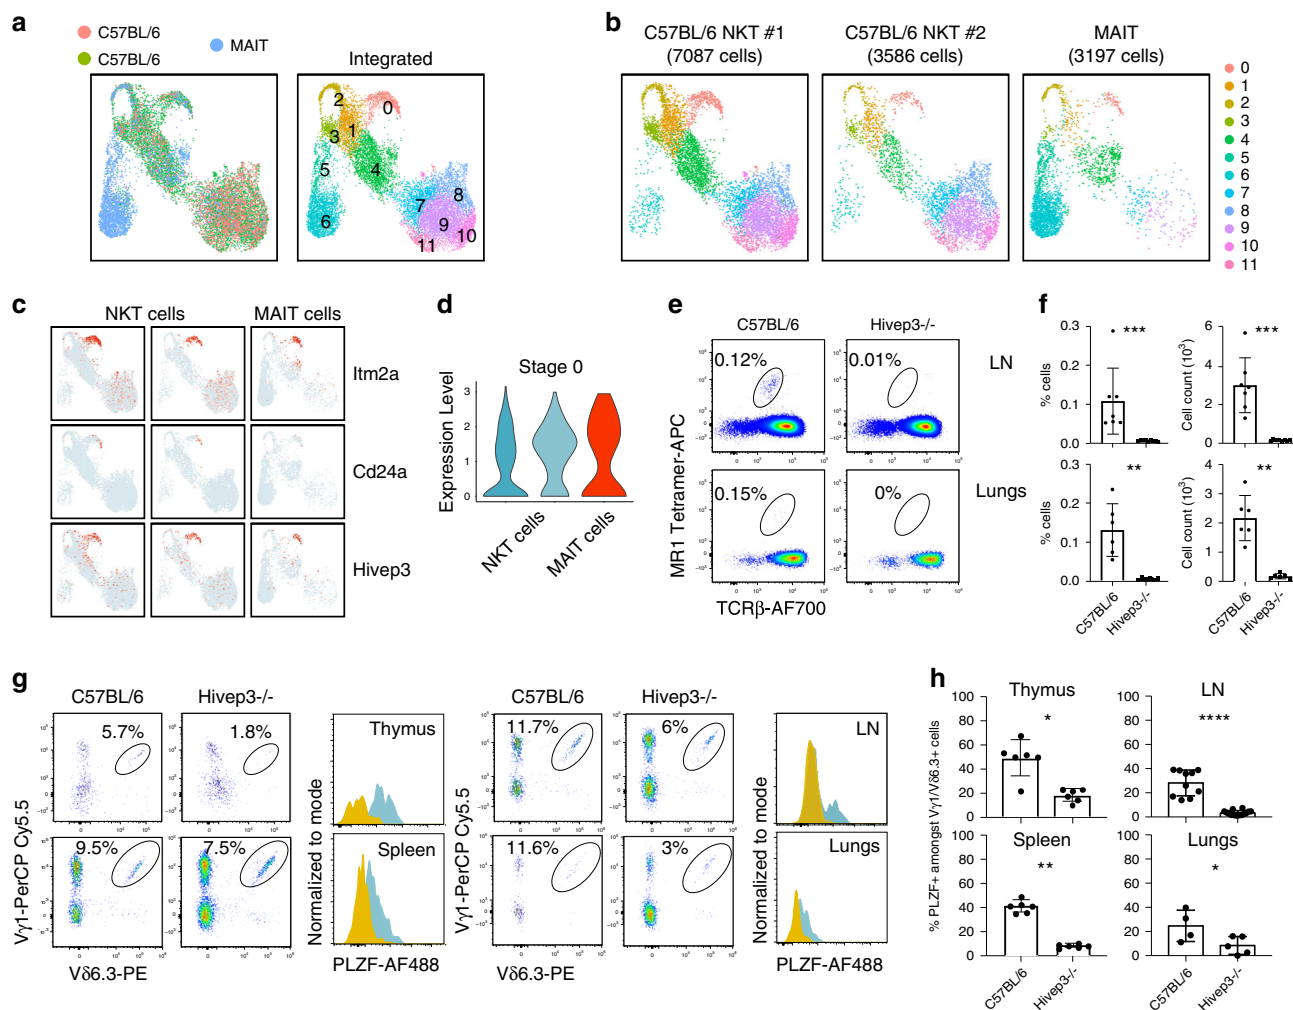 a
C57BL/6
C57BL/6
MAIT
Integrated
2
0
1
3
4
5
6
7
8
9
10
11
b
C57BL/6 NKT #1
(7087 cells)
C57BL/6 NKT #2
(3586 cells)
MAIT
(3197 cells)
0
1
2
3
4
5
6
7
8
9
10
11
c
NKT cells
MAIT cells
Itm2a
Cd24a
Hivep3
d
Stage 0
Expression Level
3
2
1
0
NKT cells
MAIT cells
e
C57BL/6
Hivep3-/-
0.12%
0.01%
0.15%
0%
MR1 Tetramer-APC
TCRβ-AF700
f
LN
% cells
0.3
0.2
0.1
0.0
***
Cell count (10³)
6
4
2
0
***
Lungs
% cells
0.3
0.2
0.1
0.0
**
Cell count (10³)
4
3
2
1
0
**
C57BL/6
Hivep3-/-
C57BL/6
Hivep3-/-
g
C57BL/6
Hivep3-/-
5.7%
1.8%
Thymus
9.5%
7.5%
Spleen
Vγ1-PerCP Cy5.5
Vδ6.3-PE
Normalized to mode
PLZF-AF488
C57BL/6
Hivep3-/-
11.7%
6%
LN
11.6%
3%
Lungs
Vγ1-PerCP Cy5.5
Vδ6.3-PE
Normalized to mode
PLZF-AF488
h
% PLZF+ amongst Vγ1/Vδ6.3+ cells
Thymus
100
80
60
40
20
0
*
LN
100
80
60
40
20
0
****
Spleen
100
80
60
40
20
0
**
Lungs
100
80
60
40
20
0
*
C57BL/6
Hivep3-/-
C57BL/6
Hivep3-/-